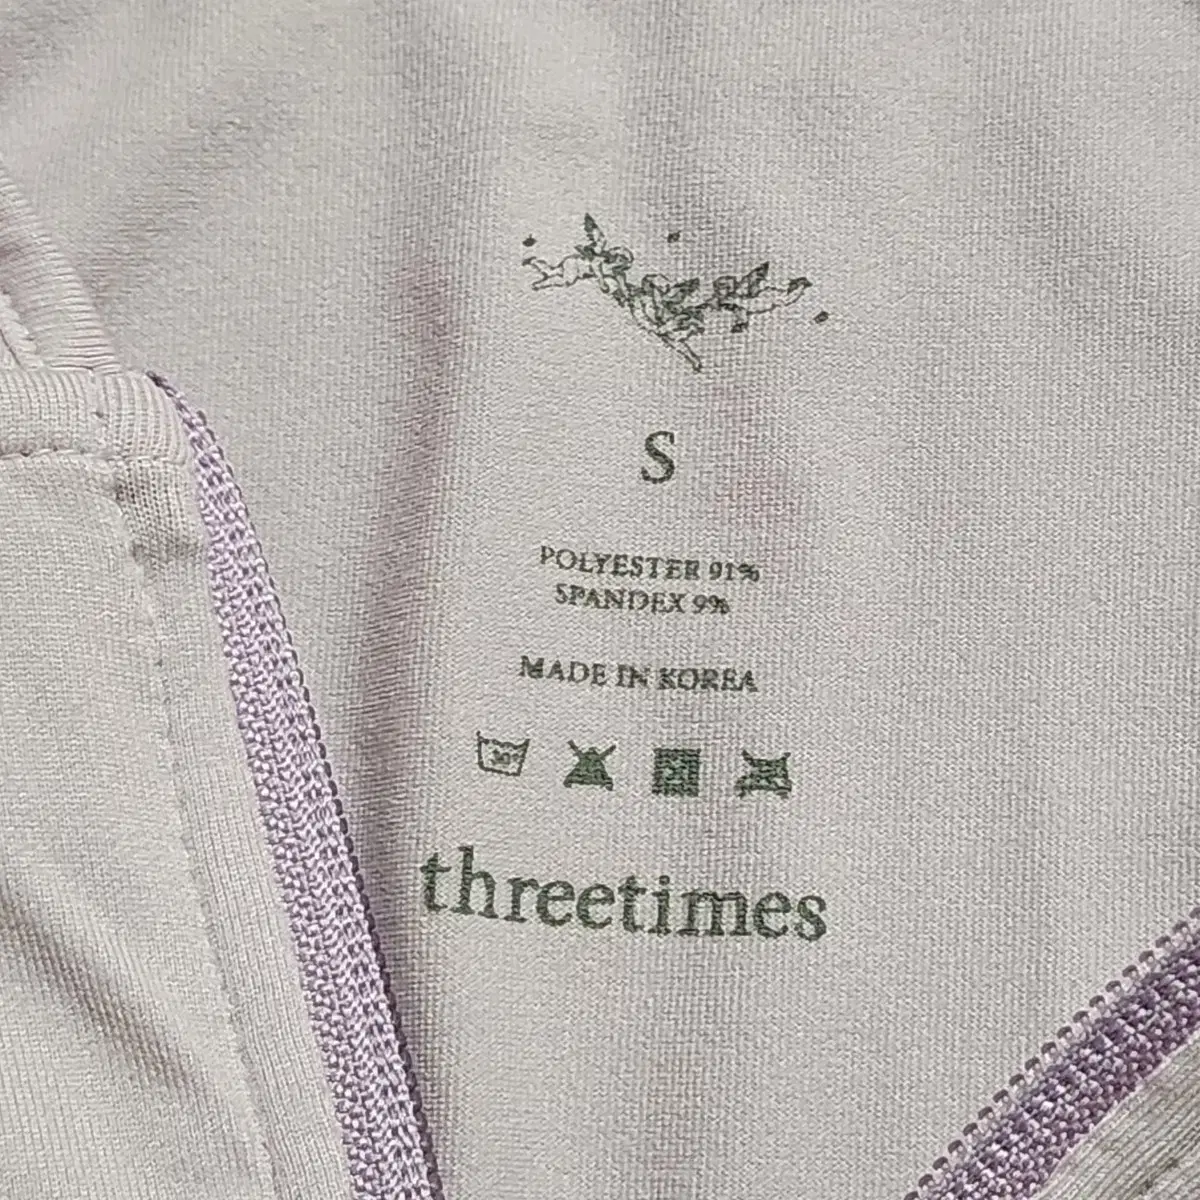 S
POLYESTER 91%
SPANDEX 9%
MADE IN KOREA
30°
threetimes